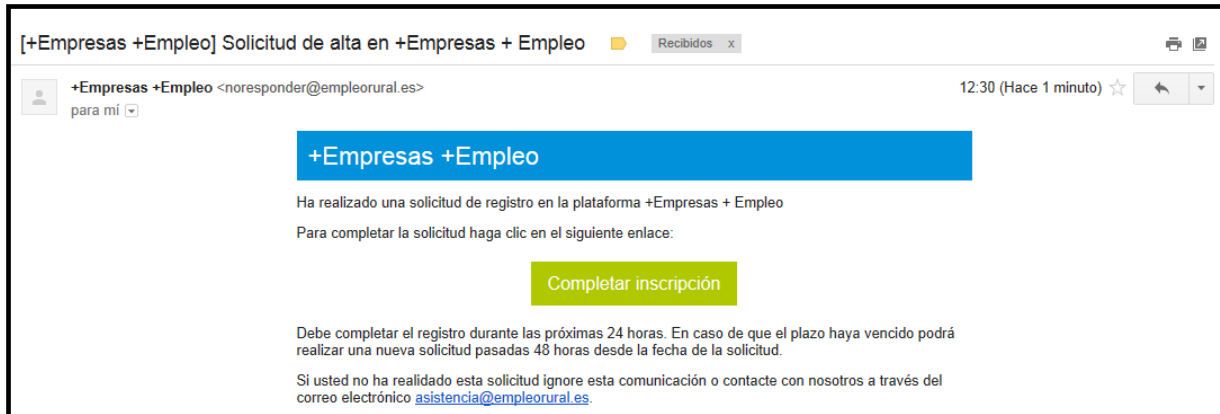 [+Empresas +Empleo] Solicitud de alta en +Empresas + Empleo Recibidos x
+Empresas +Empleo <noresponder@empleorural.es> 12:30 (Hace 1 minuto)
para mí
+Empresas +Empleo
Ha realizado una solicitud de registro en la plataforma +Empresas + Empleo
Para completar la solicitud haga clic en el siguiente enlace:
Completar inscripción
Debe completar el registro durante las próximas 24 horas. En caso de que el plazo haya vencido podrá
realizar una nueva solicitud pasadas 48 horas desde la fecha de la solicitud.
Si usted no ha realidado esta solicitud ignore esta comunicación o contacte con nosotros a través del
correo electrónico asistencia@empleorural.es.